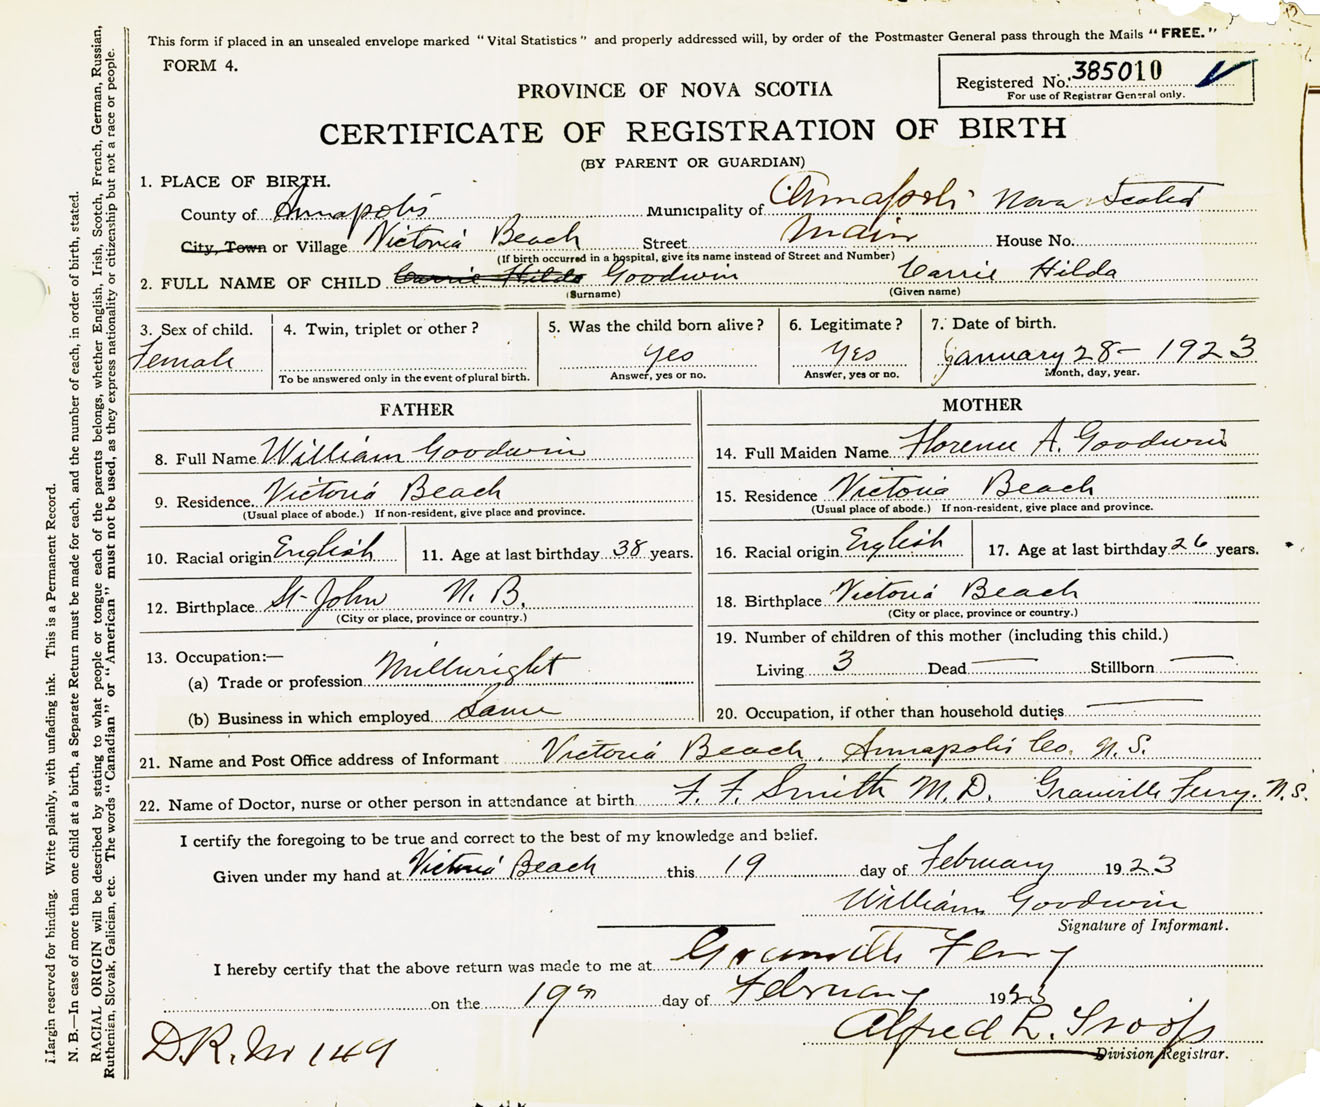 This form if placed in an unsealed envelope marked "Vital Statistics" and properly addressed will, by order of the Postmaster General pass through the Mails "FREE."
FORM 4.
Registered No. 385010
For use of Registrar General only.
PROVINCE OF NOVA SCOTIA
CERTIFICATE OF REGISTRATION OF BIRTH
(BY PARENT OR GUARDIAN)
1. PLACE OF BIRTH.
County of Annapolis Municipality of Annapolis Nova Scotia
City, Town or Village Victoria Beach Street Main House No.
(If birth occurred in a hospital, give its name instead of Street and Number)
2. FULL NAME OF CHILD Carrie Hilda Goodwin Carrie Hilda
(Surname) (Given name)
3. Sex of child. 4. Twin, triplet or other? 5. Was the child born alive? 6. Legitimate? 7. Date of birth.
Female Yes Yes January 28 - 1923
To be answered only in the event of plural birth. Answer, yes or no. Answer, yes or no. Month, day, year.
FATHER
8. Full Name William Goodwin
9. Residence. Victoria Beach
(Usual place of abode.) If non-resident, give place and province.
10. Racial origin English 11. Age at last birthday 38 years.
12. Birthplace St-John N.B.
(City or place, province or country.)
13. Occupation:—
(a) Trade or profession Millwright
(b) Business in which employed Same
MOTHER
14. Full Maiden Name Florence A. Goodwin
15. Residence Victoria Beach
(Usual place of abode.) If non-resident, give place and province.
16. Racial origin English 17. Age at last birthday 26 years.
18. Birthplace Victoria Beach
(City or place, province or country.)
19. Number of children of this mother (including this child.)
Living 3 Dead — Stillborn —
20. Occupation, if other than household duties —
21. Name and Post Office address of Informant Victoria Beach, Annapolis Co. N.S.
22. Name of Doctor, nurse or other person in attendance at birth F. F. Smith M.D. Granville Ferry. N.S.
I certify the foregoing to be true and correct to the best of my knowledge and belief.
Given under my hand at Victoria Beach this 19 day of February 1923
William Goodwin
Signature of Informant.
I hereby certify that the above return was made to me at Granville Ferry
on the 19th day of February 1923
Alfred L. Troop
Division Registrar.
D.R. No 149
Margin reserved for binding. Write plainly, with unfading ink. This is a Permanent Record.
N. B.—In case of more than one child at a birth, a Separate Return must be made for each, and the number of each, in order of birth, stated.
RACIAL ORIGIN will be described by stating to what people or tongue each of the parents belongs, whether English, Irish, Scotch, French, German, Russian,
Ruthenian, Slovak, Galician, etc. The words "Canadian" or "American" must not be used, as they express nationality or citizenship but not a race or people.